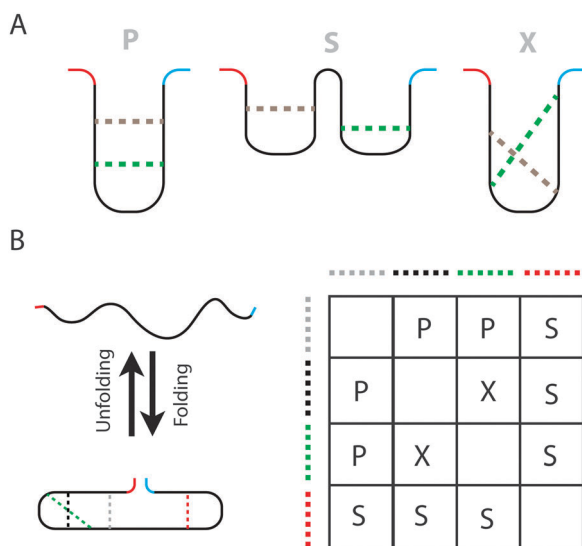 A
P S X
B
Unfolding
Folding
P P S
P X S
P X S
S S S